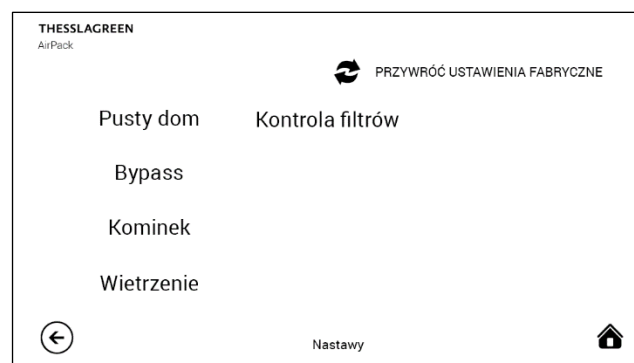 THESSLAGREEN
AirPack
PRZYWRÓĆ USTAWIENIA FABRYCZNE
Pusty dom
Kontrola filtrów
Bypass
Kominek
Wietrzenie
Nastawy